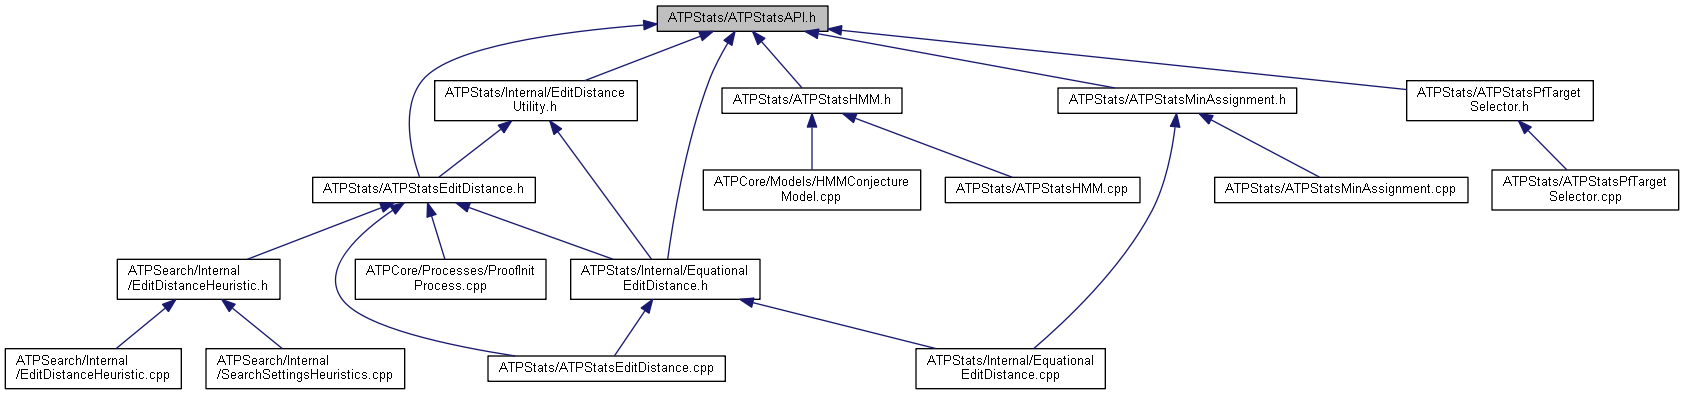 ATPStats/ATPStatsAPI.h
ATPStats/Internal/EditDistance
Utility.h
ATPStats/ATPStatsHMM.h
ATPStats/ATPStatsMinAssignment.h
ATPStats/ATPStatsPfTarget
Selector.h
ATPStats/ATPStatsEditDistance.h
ATPCore/Models/HMMConjecture
Model.cpp
ATPStats/ATPStatsHMM.cpp
ATPStats/ATPStatsMinAssignment.cpp
ATPStats/ATPStatsPfTarget
Selector.cpp
ATPSearch/Internal
/EditDistanceHeuristic.h
ATPCore/Processes/ProofInit
Process.cpp
ATPStats/Internal/Equational
EditDistance.h
ATPSearch/Internal
/EditDistanceHeuristic.cpp
ATPSearch/Internal
/SearchSettingsHeuristics.cpp
ATPStats/ATPStatsEditDistance.cpp
ATPStats/Internal/Equational
EditDistance.cpp